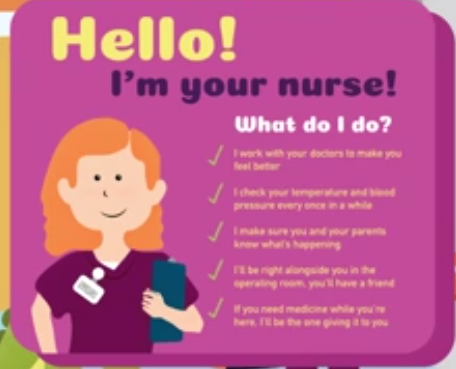 Hello!
I'm your nurse!
What do I do?
I work with your doctors to make you
feel better
I check your temperature and blood
pressure every once in a while
I make sure you and your parents
know what's happening
I'll be right alongside you in the
operating room, you'll have a friend
If you need medicine while you're
here, I'll be the one giving it to you